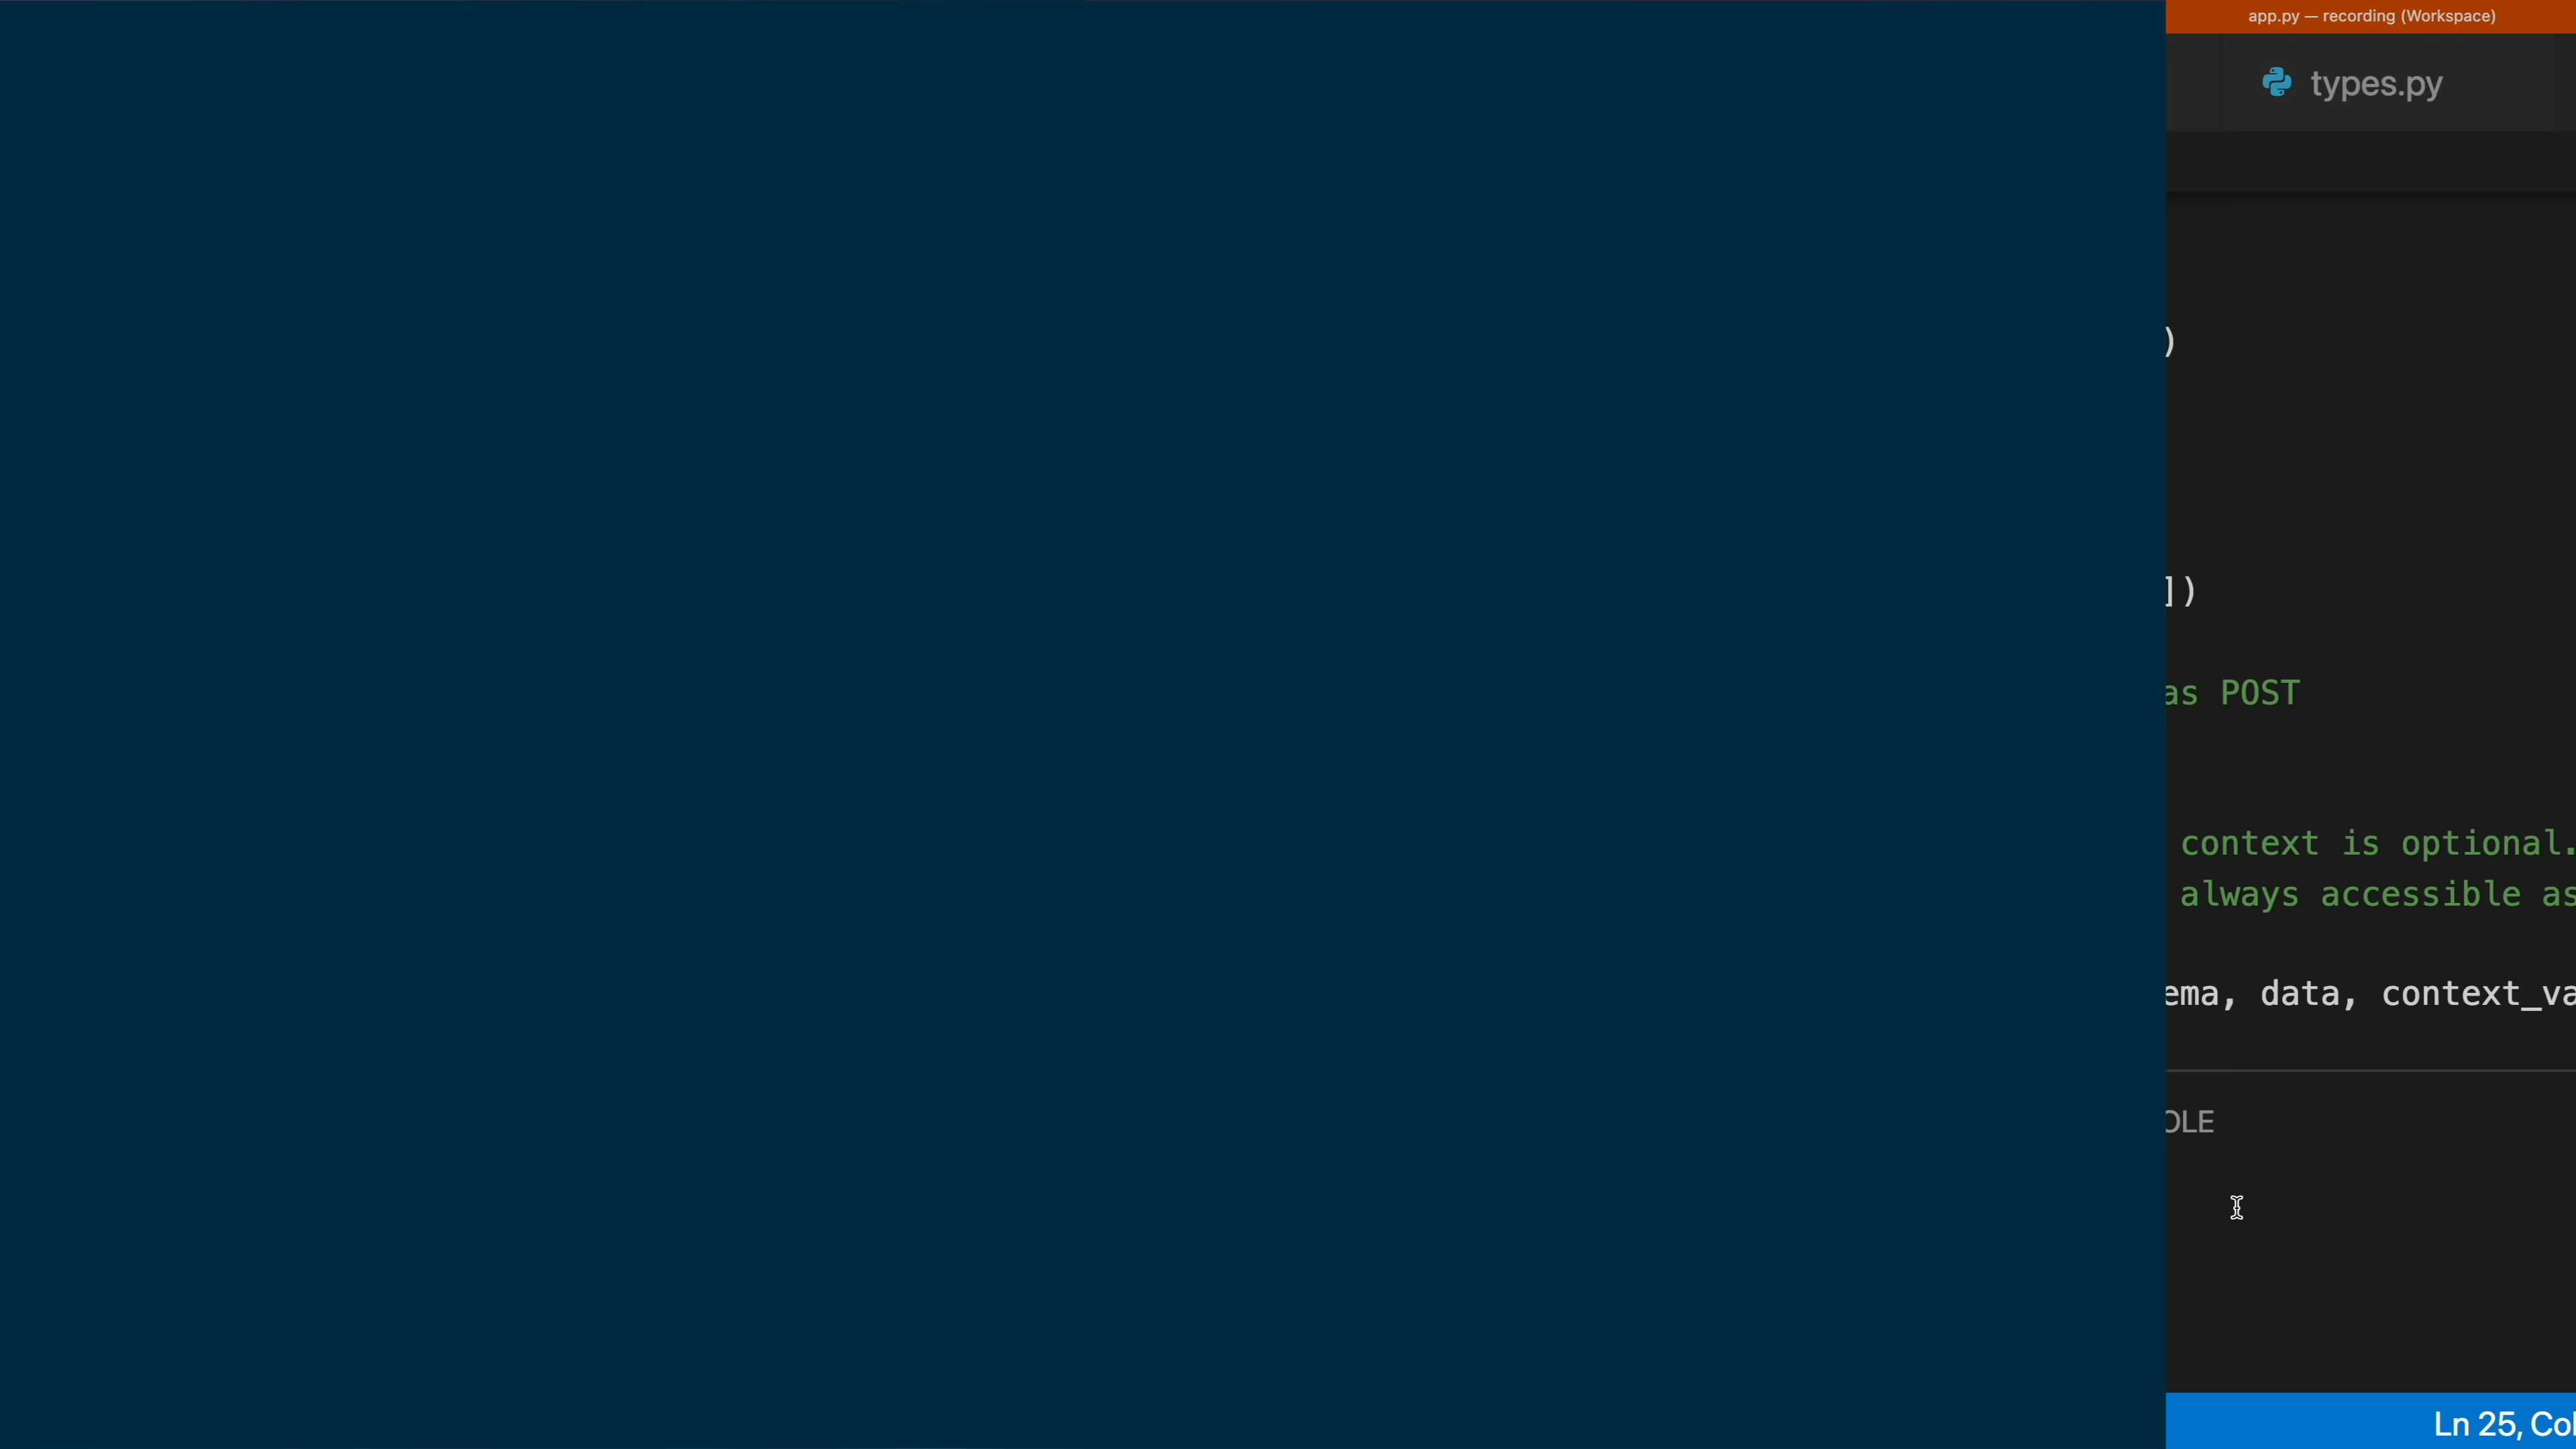 app.py — recording (Workspace)
types.py
)
])
as POST
context is optional.
always accessible as
ema, data, context_va
OLE
Ln 25, Col